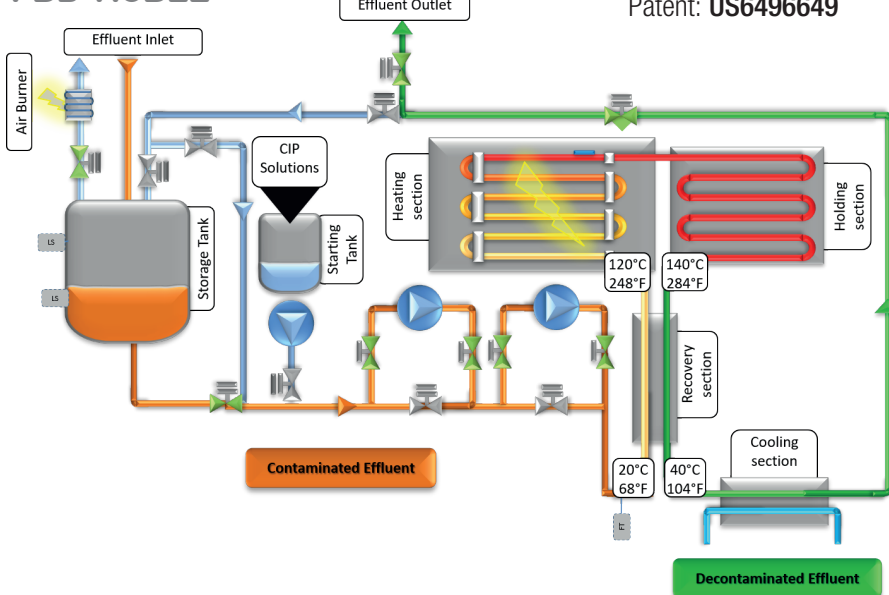 Effluent Outlet
Patent: US6496649
Effluent Inlet
Air Burner
CIP
Solutions
Starting
Tank
Storage Tank
LS
LS
Heating
section
Holding
section
120°C
248°F
140°C
284°F
Recovery
section
20°C
68°F
40°C
104°F
Cooling
section
FT
Contaminated Effluent
Decontaminated Effluent